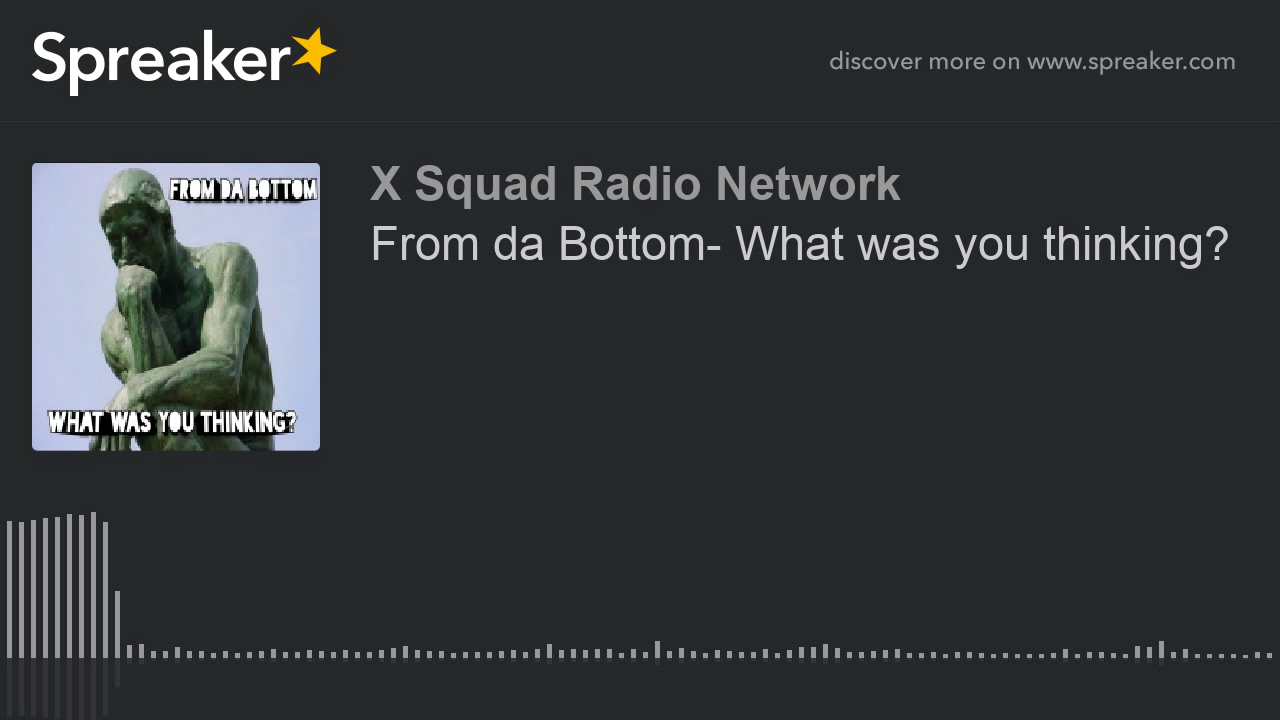 Spreaker
discover more on www.spreaker.com
FROM DA BOTTOM
WHAT WAS YOU THINKING?
X Squad Radio Network
From da Bottom- What was you thinking?